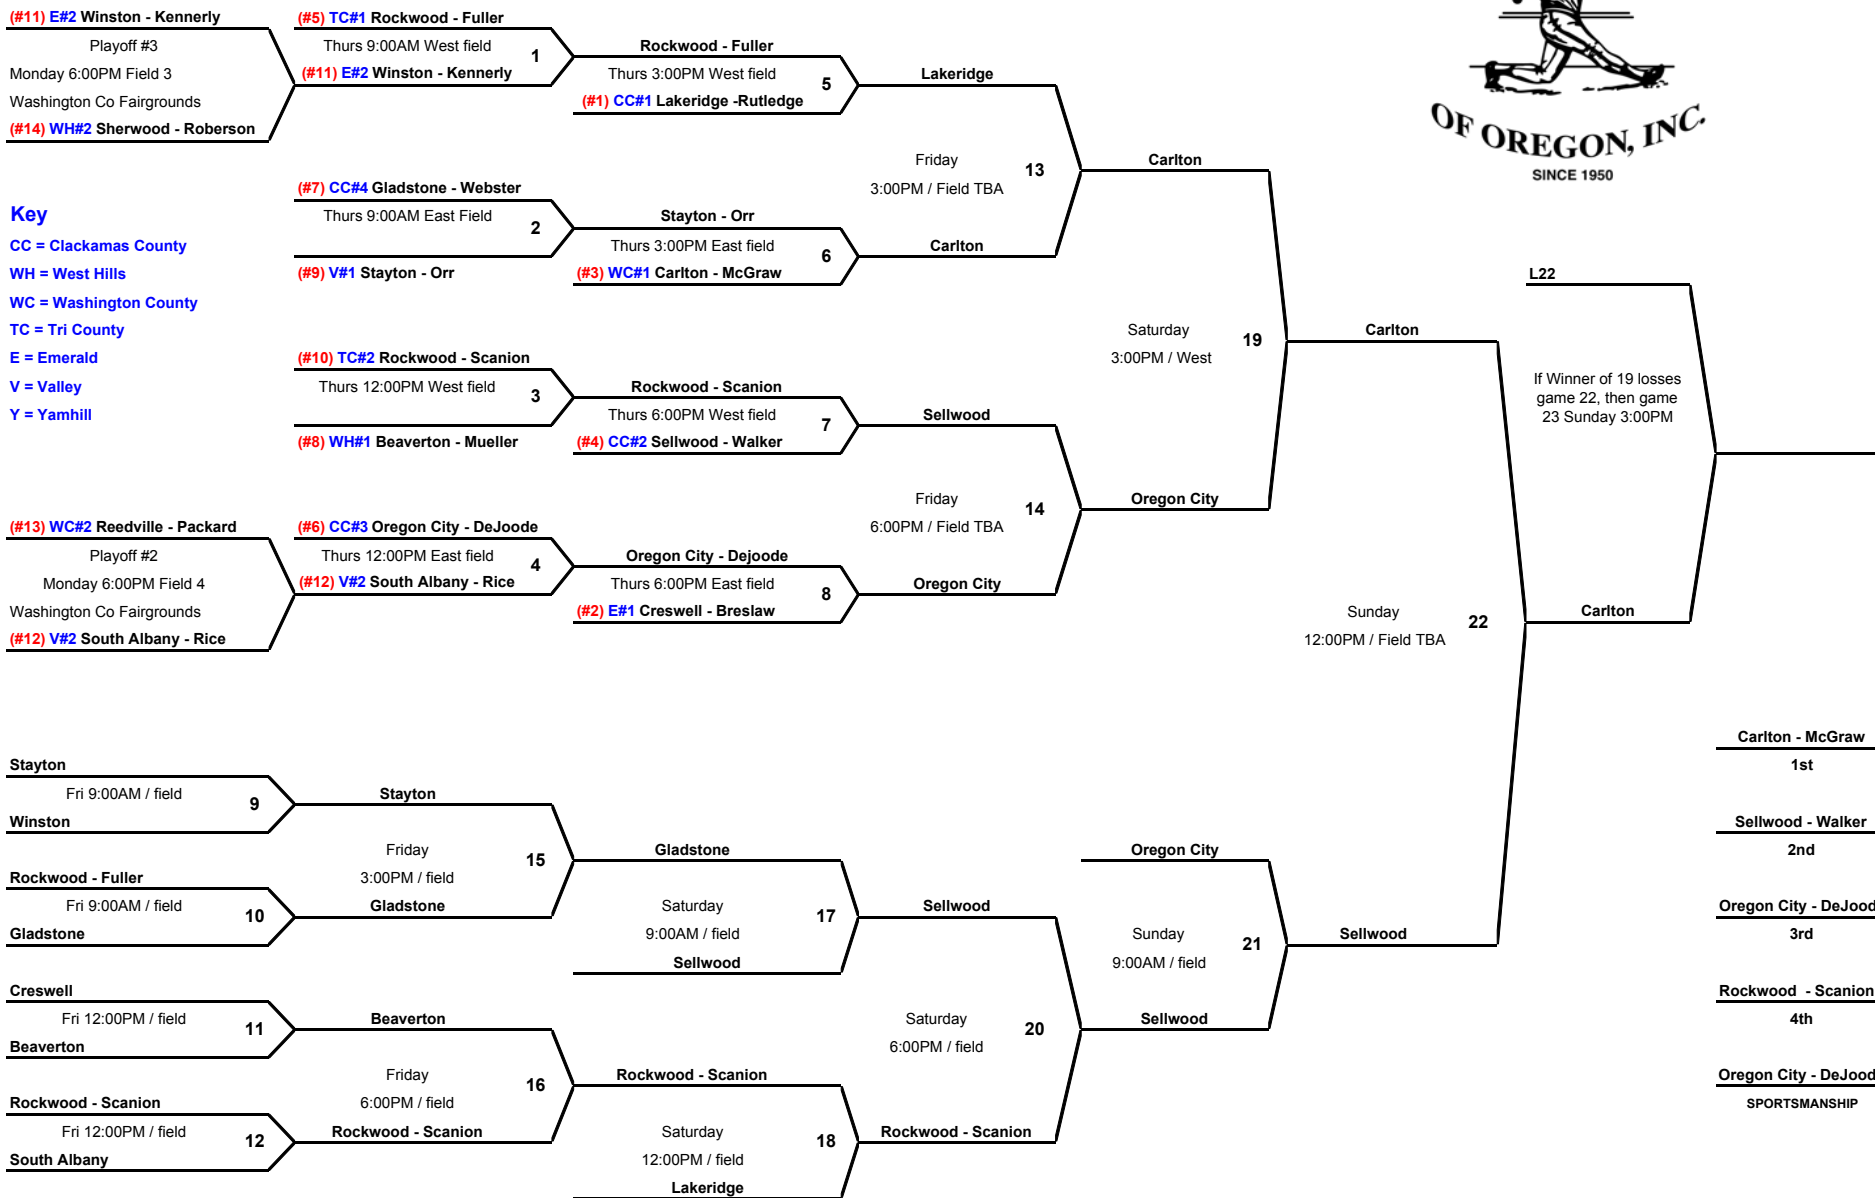 (#11) E#2 Winston - Kennerly
Playoff #3
Monday 6:00PM Field 3
Washington Co Fairgrounds
(#14) WH#2 Sherwood - Roberson
(#5) TC#1 Rockwood - Fuller
Thurs 9:00AM West field
1
(#11) E#2 Winston - Kennerly
Rockwood - Fuller
Thurs 3:00PM West field
5
(#1) CC#1 Lakeridge -Rutledge
Lakeridge
Friday
13
3:00PM / Field TBA
Carlton
OF OREGON, INC.
SINCE 1950
(#7) CC#4 Gladstone - Webster
Thurs 9:00AM East Field
2
(#9) V#1 Stayton - Orr
Stayton - Orr
Thurs 3:00PM East field
6
(#3) WC#1 Carlton - McGraw
Carlton
Key
CC = Clackamas County
WH = West Hills
WC = Washington County
TC = Tri County
E = Emerald
V = Valley
Y = Yamhill
Saturday
19
3:00PM / West
Carlton
L22
If Winner of 19 losses
game 22, then game
23 Sunday 3:00PM
(#10) TC#2 Rockwood - Scanion
Thurs 12:00PM West field
3
(#8) WH#1 Beaverton - Mueller
Rockwood - Scanion
Thurs 6:00PM West field
7
(#4) CC#2 Sellwood - Walker
Sellwood
Friday
14
6:00PM / Field TBA
Oregon City
(#13) WC#2 Reedville - Packard
Playoff #2
Monday 6:00PM Field 4
Washington Co Fairgrounds
(#12) V#2 South Albany - Rice
(#6) CC#3 Oregon City - DeJoode
Thurs 12:00PM East field
4
(#12) V#2 South Albany - Rice
Oregon City - Dejoode
Thurs 6:00PM East field
8
(#2) E#1 Creswell - Breslaw
Oregon City
Sunday
22
12:00PM / Field TBA
Carlton
Stayton
Fri 9:00AM / field
9
Winston
Stayton
Rockwood - Fuller
Fri 9:00AM / field
10
Gladstone
Friday
15
3:00PM / field
Gladstone
Gladstone
Saturday
17
9:00AM / field
Sellwood
Sellwood
Creswell
Fri 12:00PM / field
11
Beaverton
Beaverton
Rockwood - Scanion
Fri 12:00PM / field
12
South Albany
Friday
16
6:00PM / field
Rockwood - Scanion
Rockwood - Scanion
Saturday
18
12:00PM / field
Lakeridge
Rockwood - Scanion
Saturday
20
6:00PM / field
Sellwood
Oregon City
Sunday
21
9:00AM / field
Sellwood
Carlton - McGraw
1st
Sellwood - Walker
2nd
Oregon City - DeJood
3rd
Rockwood - Scanion
4th
Oregon City - DeJood
SPORTSMANSHIP